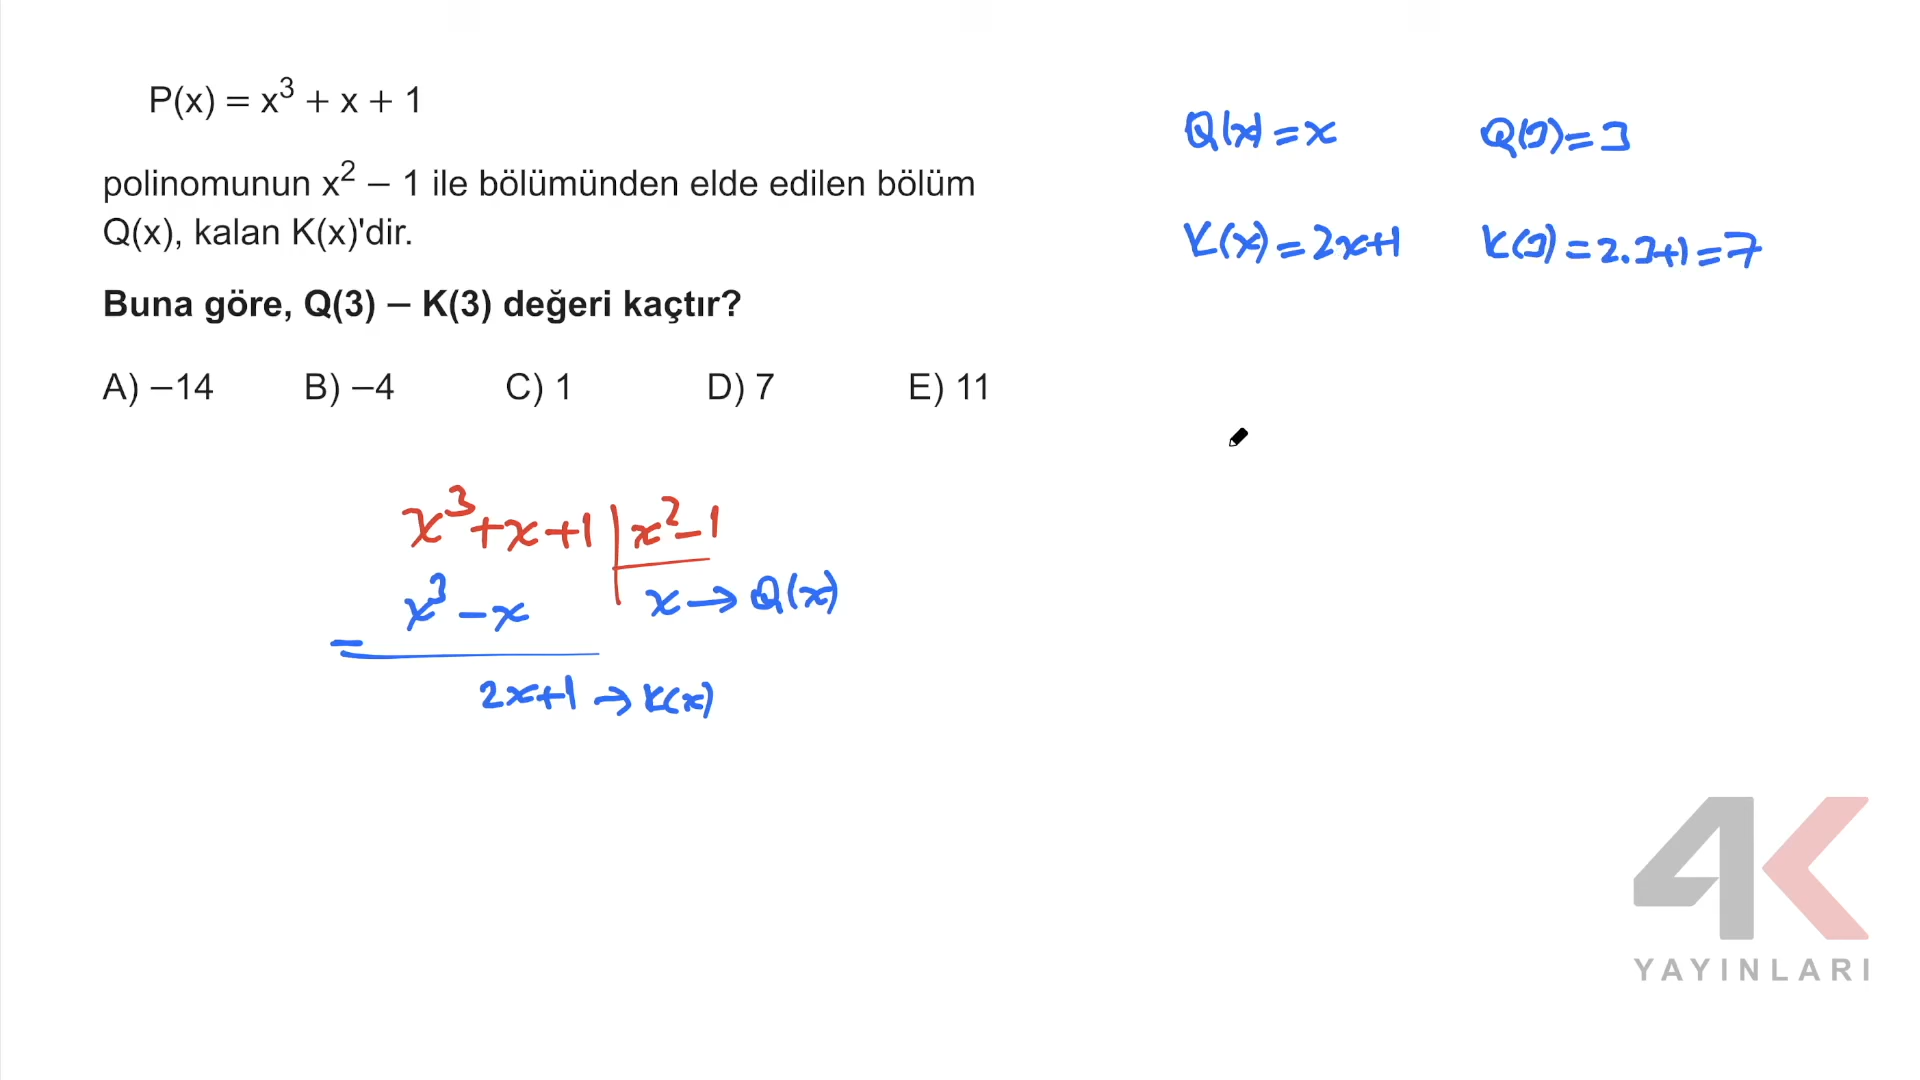 P(x) = x³ + x + 1
polinomunun x² – 1 ile bölümünden elde edilen bölüm
Q(x), kalan K(x)'dir.
Buna göre, Q(3) – K(3) değeri kaçtır?
A) –14 B) –4 C) 1 D) 7 E) 11
x³+x+1 | x²-1
x³-x x → Q(x)
–
2x+1 → K(x)
Q(x)=x Q(3)=3
K(x)=2x+1 K(3)=2.3+1=7
4K
YAYINLARI